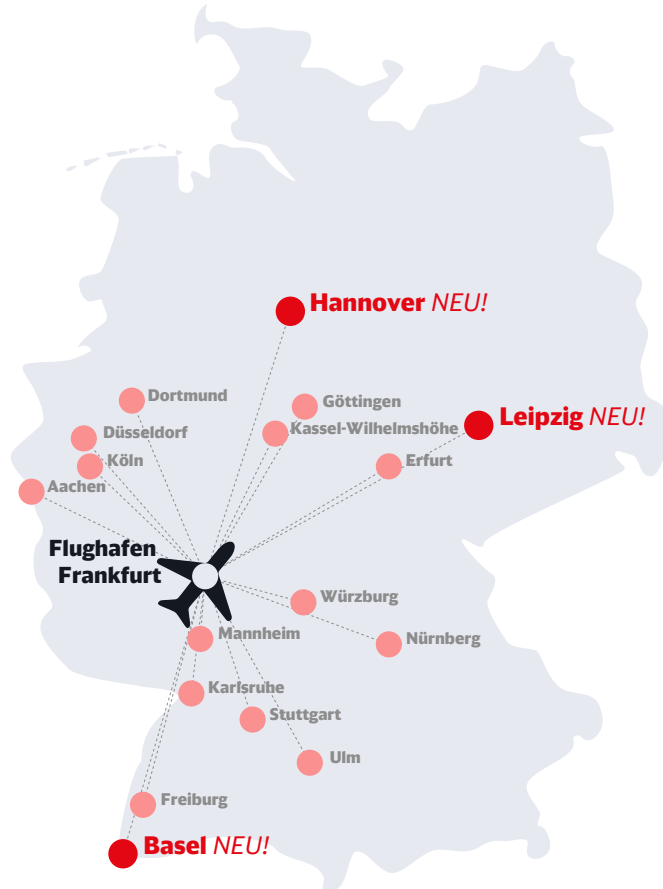 Hannover NEU!
Dortmund
Göttingen
Leipzig NEU!
Düsseldorf
Kassel-Wilhelmshöhe
Köln
Erfurt
Aachen
Flughafen
Frankfurt
Würzburg
Mannheim
Nürnberg
Karlsruhe
Stuttgart
Ulm
Freiburg
Basel NEU!